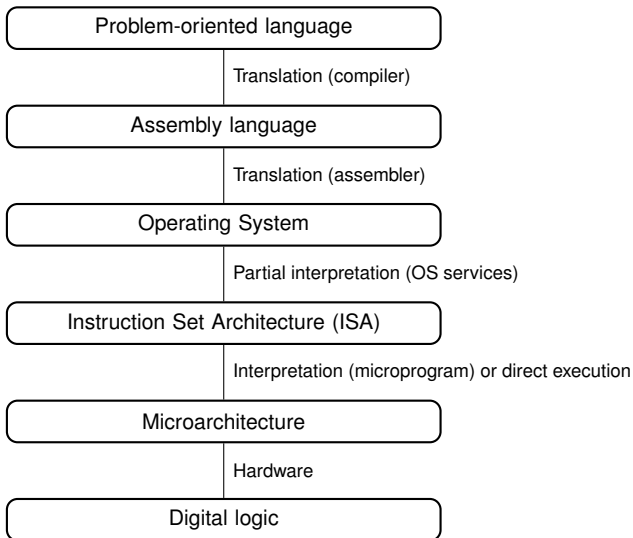 Problem-oriented language
Translation (compiler)
Assembly language
Translation (assembler)
Operating System
Partial interpretation (OS services)
Instruction Set Architecture (ISA)
Interpretation (microprogram) or direct execution
Microarchitecture
Hardware
Digital logic